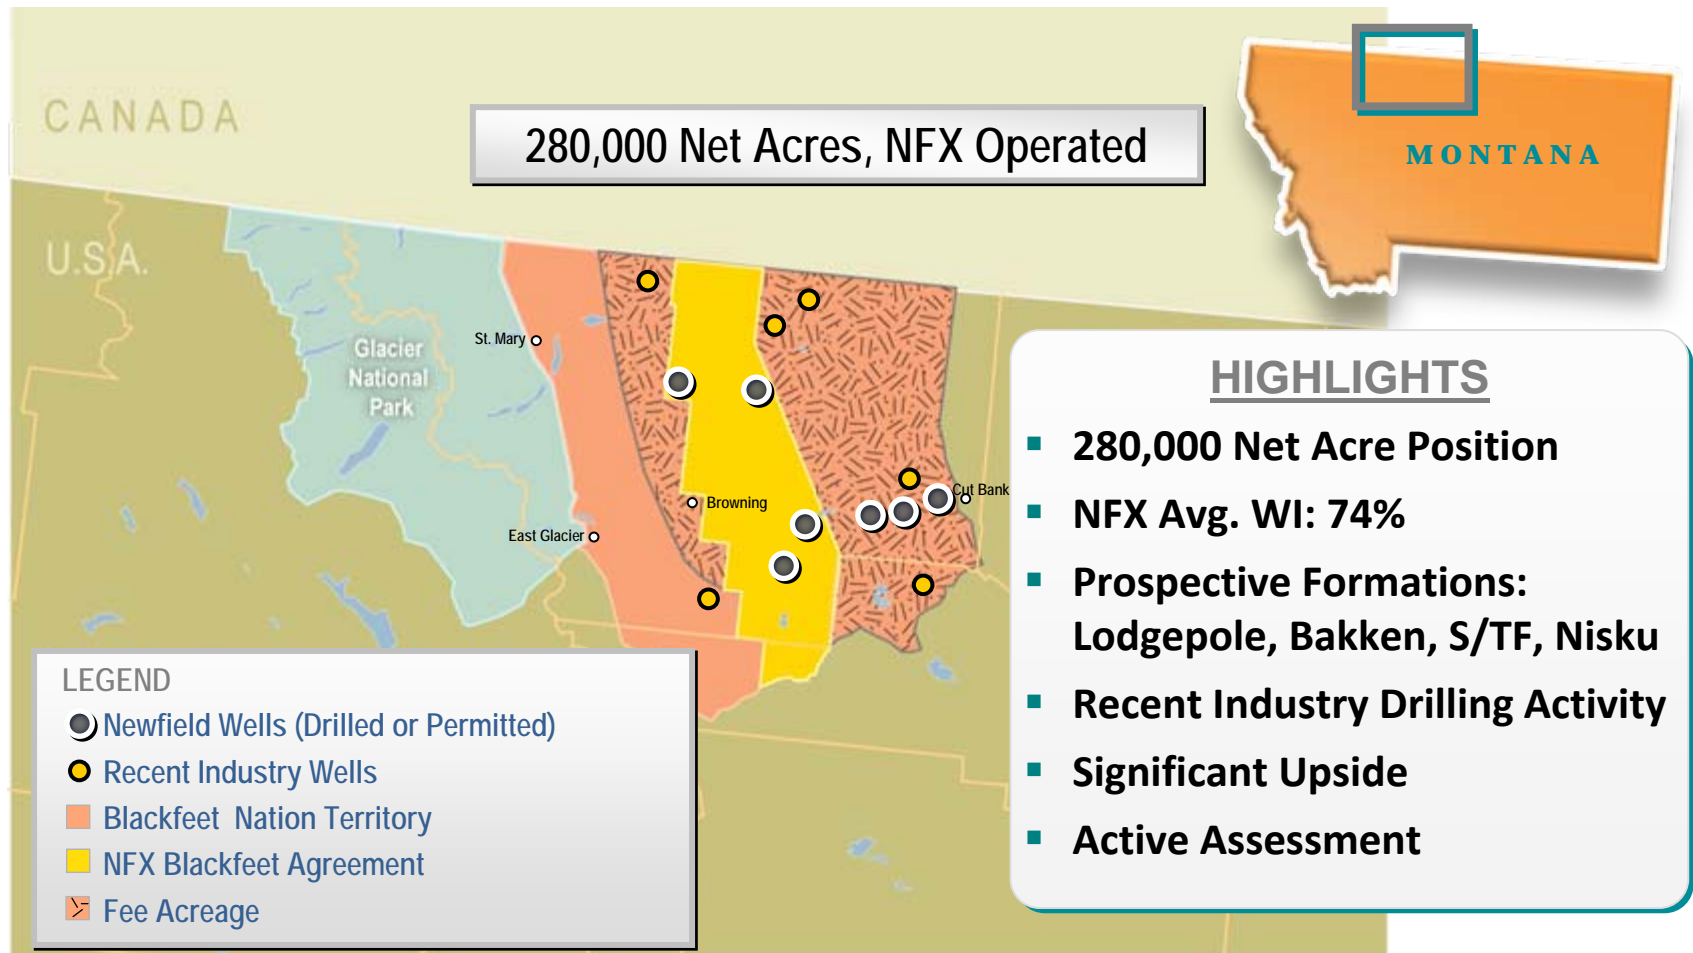 CANADA
280,000 Net Acres, NFX Operated
MONTANA
U.S.A.
St. Mary
Glacier
National
Park
Browning
East Glacier
Cut Bank
HIGHLIGHTS
▪ 280,000 Net Acre Position
▪ NFX Avg. WI: 74%
▪ Prospective Formations:
Lodgepole, Bakken, S/TF, Nisku
▪ Recent Industry Drilling Activity
▪ Significant Upside
▪ Active Assessment
LEGEND
Newfield Wells (Drilled or Permitted)
Recent Industry Wells
Blackfeet Nation Territory
NFX Blackfeet Agreement
Fee Acreage